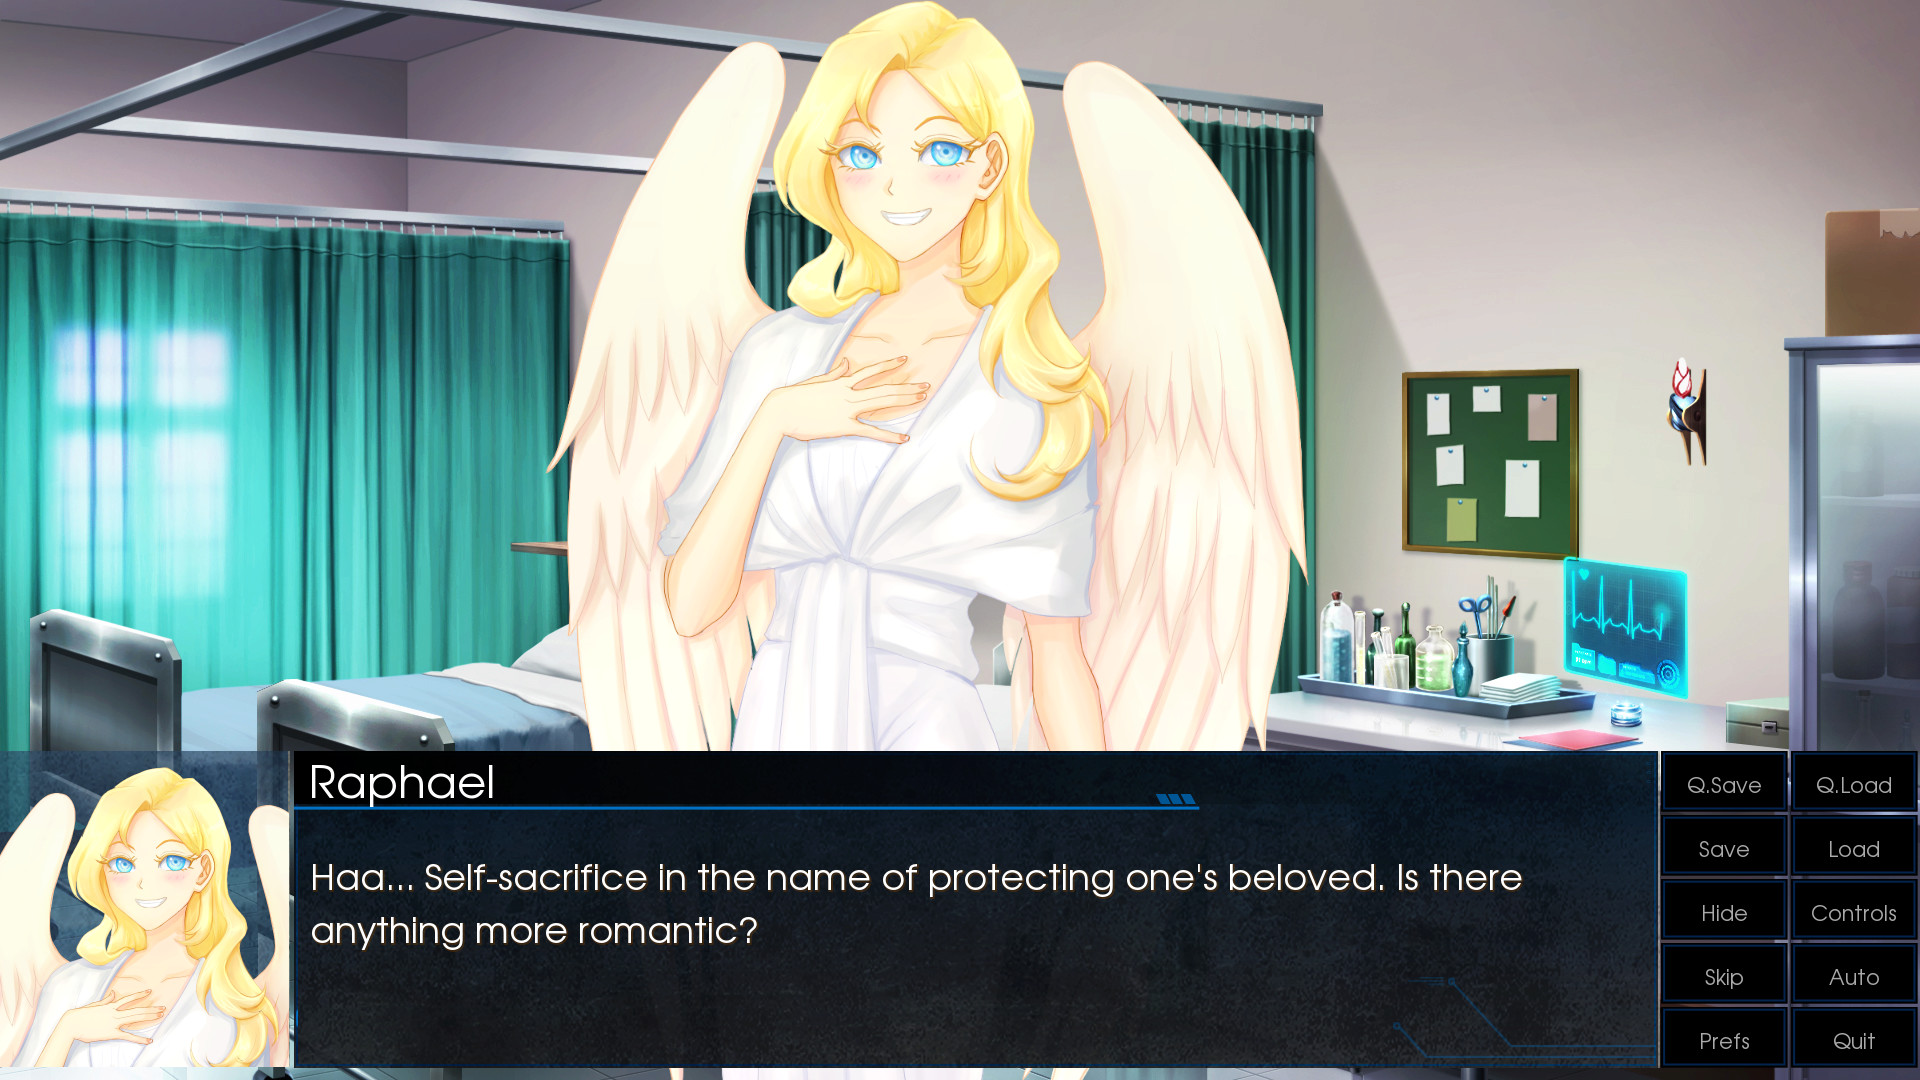 Raphael
Haa... Self-sacrifice in the name of protecting one's beloved. Is there
anything more romantic?
Q.Save
Q.Load
Save
Load
Hide
Controls
Skip
Auto
Prefs
Quit